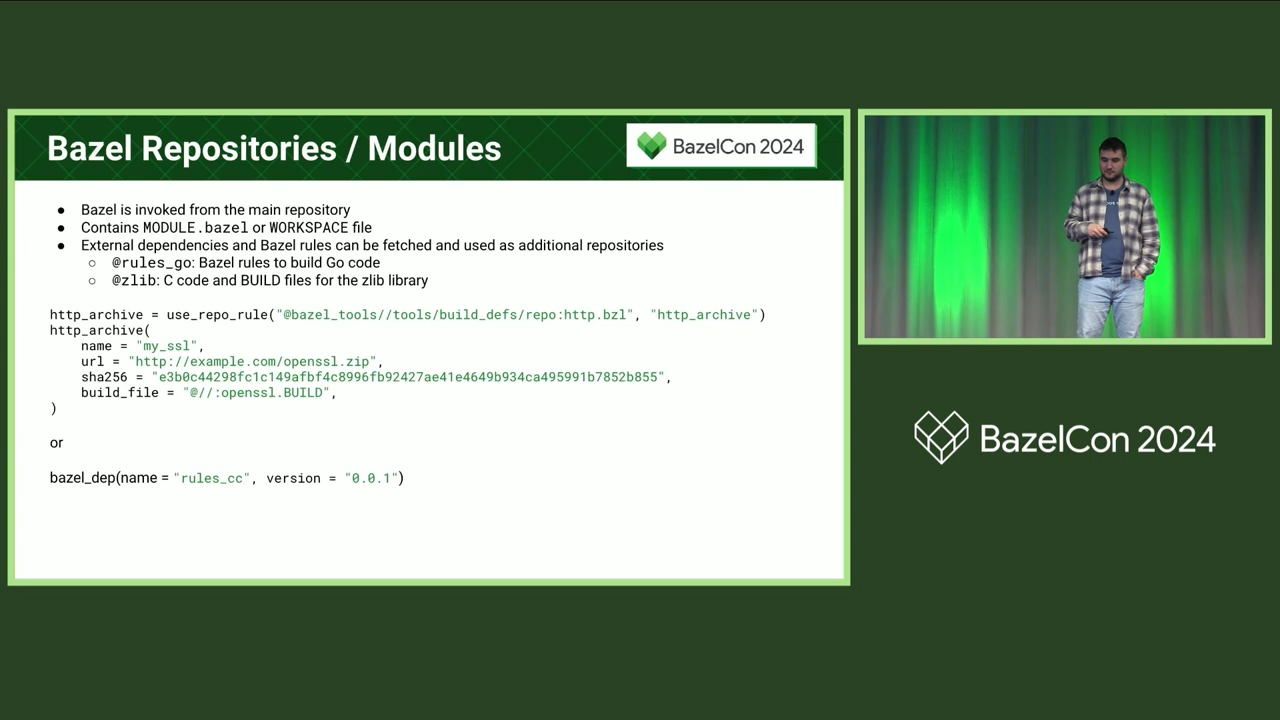 Bazel Repositories / Modules
BazelCon 2024
● Bazel is invoked from the main repository
● Contains MODULE.bazel or WORKSPACE file
● External dependencies and Bazel rules can be fetched and used as additional repositories
○ @rules_go: Bazel rules to build Go code
○ @zlib: C code and BUILD files for the zlib library
http_archive = use_repo_rule("@bazel_tools//tools/build_defs/repo:http.bzl", "http_archive")
http_archive(
name = "my_ssl",
url = "http://example.com/openssl.zip",
sha256 = "e3b0c44298fc1c149afbf4c8996fb92427ae41e4649b934ca495991b7852b855",
build_file = "@//:openssl.BUILD",
)
or
bazel_dep(name = "rules_cc", version = "0.0.1")
BazelCon 2024